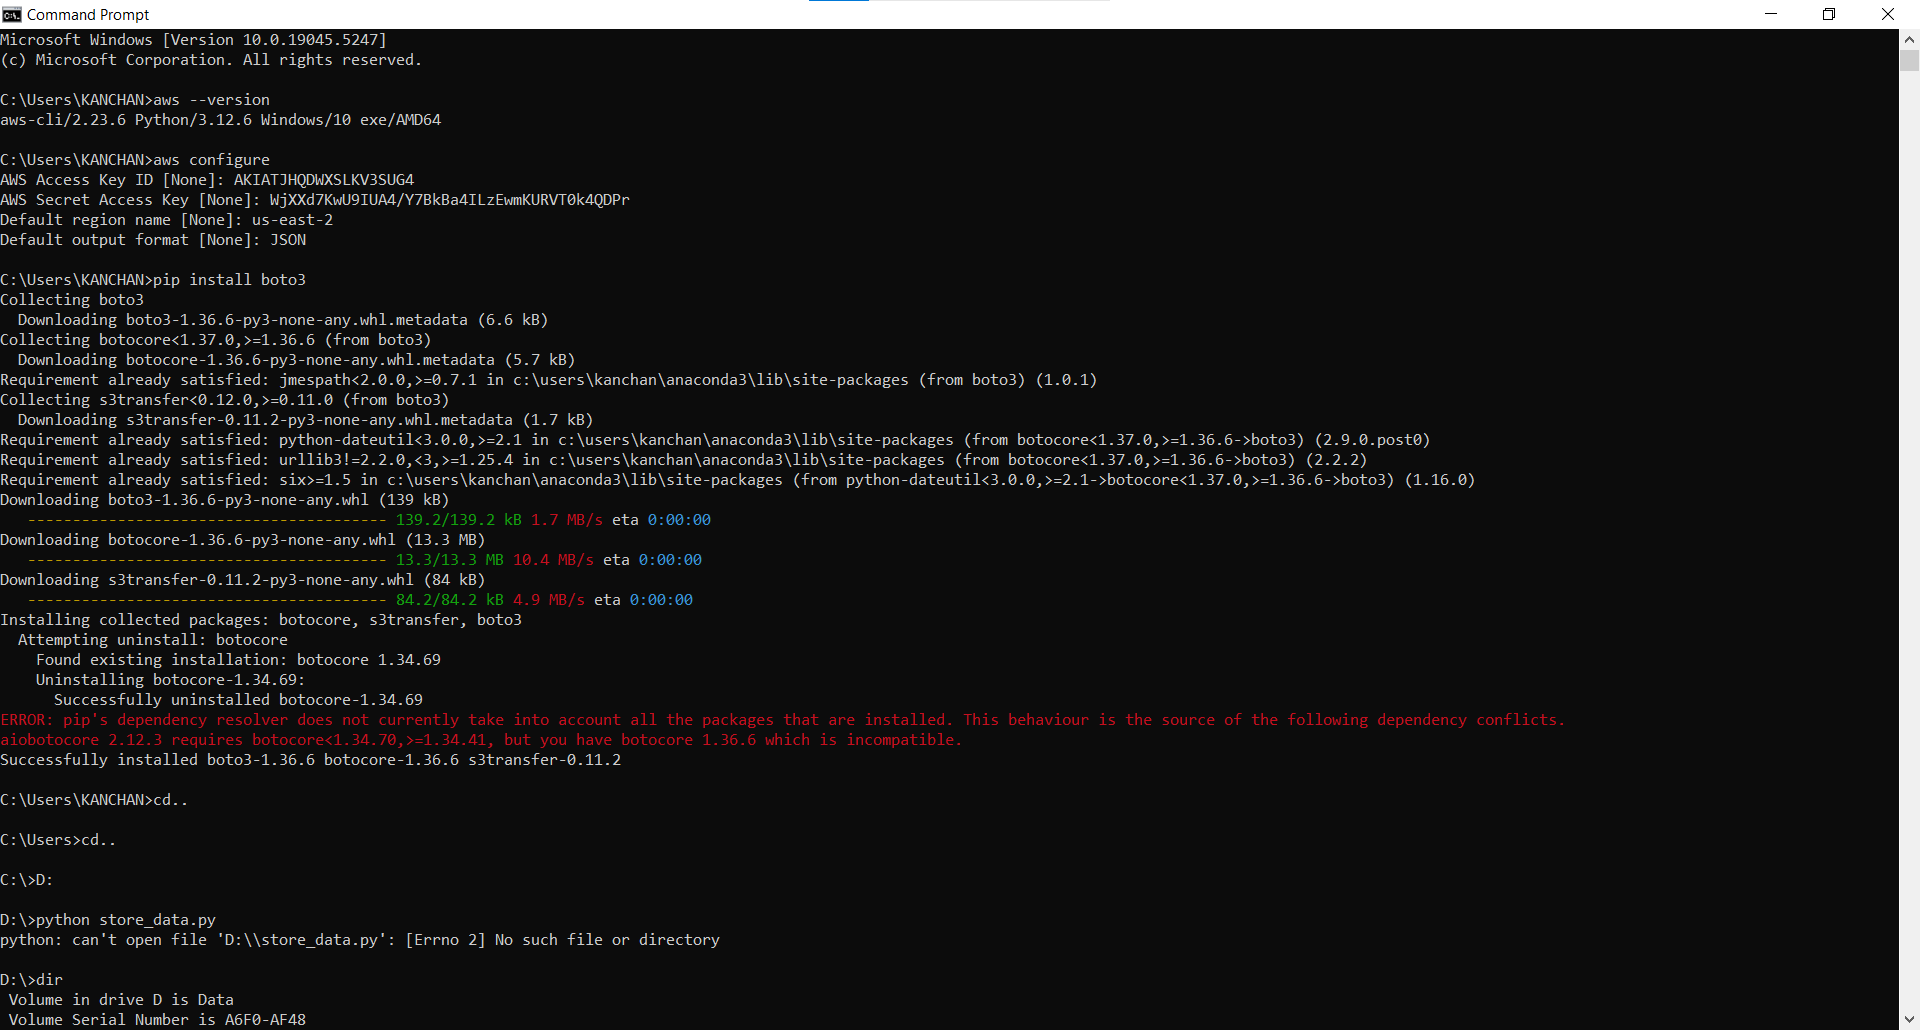 Command Prompt
Microsoft Windows [Version 10.0.19045.5247]
(c) Microsoft Corporation. All rights reserved.
C:\Users\KANCHAN>aws --version
aws-cli/2.23.6 Python/3.12.6 Windows/10 exe/AMD64
C:\Users\KANCHAN>aws configure
AWS Access Key ID [None]: AKIATJHQDWXSLKV3SUG4
AWS Secret Access Key [None]: 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
Default region name [None]: us-east-2
Default output format [None]: JSON
C:\Users\KANCHAN>pip install boto3
Collecting boto3
  Downloading boto3-1.36.6-py3-none-any.whl.metadata (6.6 kB)
Collecting botocore<1.37.0,>=1.36.6 (from boto3)
  Downloading botocore-1.36.6-py3-none-any.whl.metadata (5.7 kB)
Requirement already satisfied: jmespath<2.0.0,>=0.7.1 in c:\users\kanchan\anaconda3\lib\site-packages (from boto3) (1.0.1)
Collecting s3transfer<0.12.0,>=0.11.0 (from boto3)
  Downloading s3transfer-0.11.2-py3-none-any.whl.metadata (1.7 kB)
Requirement already satisfied: python-dateutil<3.0.0,>=2.1 in c:\users\kanchan\anaconda3\lib\site-packages (from botocore<1.37.0,>=1.36.6->boto3) (2.9.0.post0)
Requirement already satisfied: urllib3!=2.2.0,<3,>=1.25.4 in c:\users\kanchan\anaconda3\lib\site-packages (from botocore<1.37.0,>=1.36.6->boto3) (2.2.2)
Requirement already satisfied: six>=1.5 in c:\users\kanchan\anaconda3\lib\site-packages (from python-dateutil<3.0.0,>=2.1->botocore<1.37.0,>=1.36.6->boto3) (1.16.0)
Downloading boto3-1.36.6-py3-none-any.whl (139 kB)
   ---------------------------------------- 139.2/139.2 kB 1.7 MB/s eta 0:00:00
Downloading botocore-1.36.6-py3-none-any.whl (13.3 MB)
   ---------------------------------------- 13.3/13.3 MB 10.4 MB/s eta 0:00:00
Downloading s3transfer-0.11.2-py3-none-any.whl (84 kB)
   ---------------------------------------- 84.2/84.2 kB 4.9 MB/s eta 0:00:00
Installing collected packages: botocore, s3transfer, boto3
  Attempting uninstall: botocore
    Found existing installation: botocore 1.34.69
    Uninstalling botocore-1.34.69:
      Successfully uninstalled botocore-1.34.69
ERROR: pip's dependency resolver does not currently take into account all the packages that are installed. This behaviour is the source of the following dependency conflicts.
aiobotocore 2.12.3 requires botocore<1.34.70,>=1.34.41, but you have botocore 1.36.6 which is incompatible.
Successfully installed boto3-1.36.6 botocore-1.36.6 s3transfer-0.11.2
C:\Users\KANCHAN>cd..
C:\Users>cd..
C:\>D:
D:\>python store_data.py
python: can't open file 'D:\\store_data.py': [Errno 2] No such file or directory
D:\>dir
 Volume in drive D is Data
 Volume Serial Number is A6F0-AF48